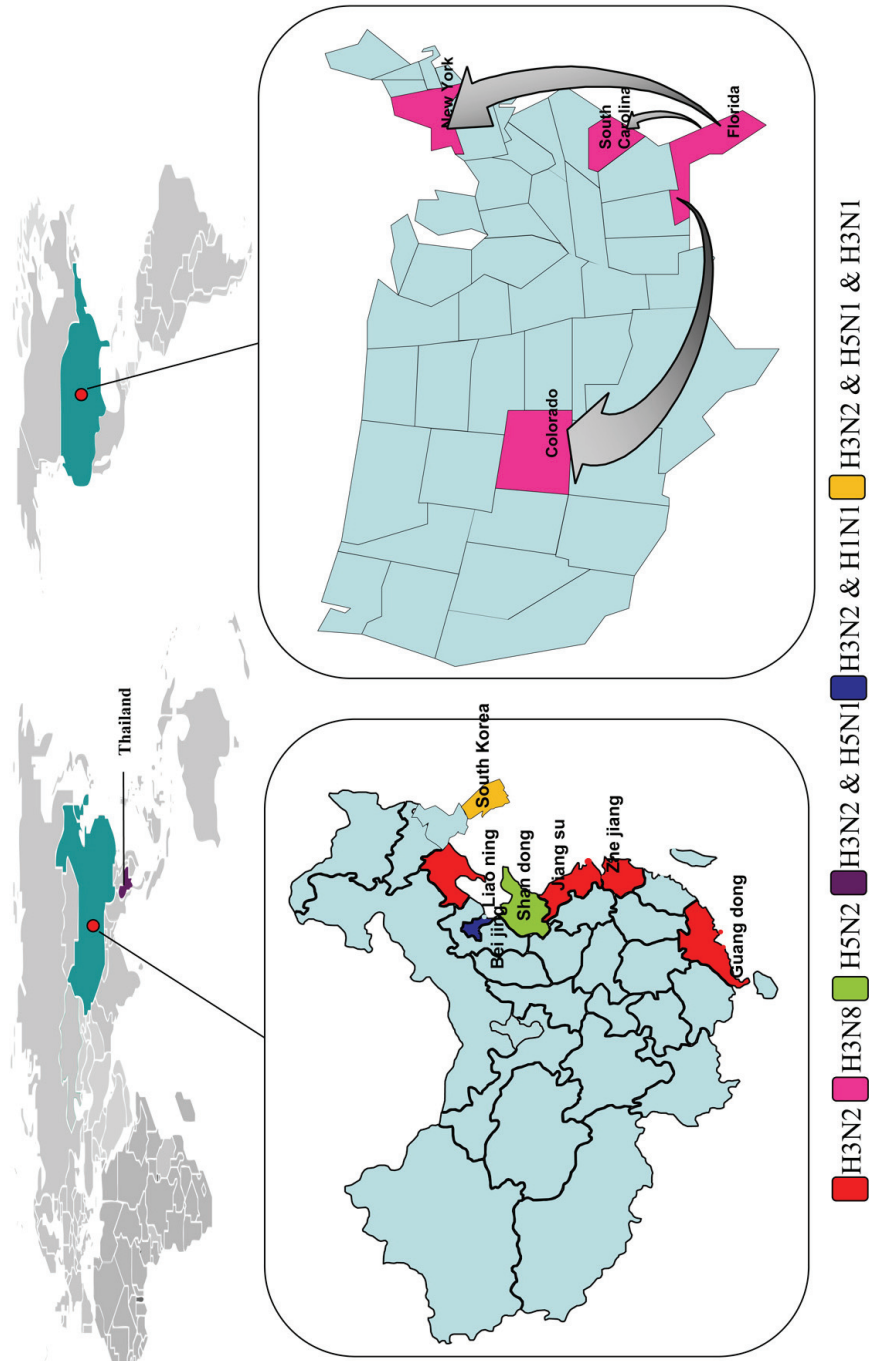 Thailand
South Korea
Liao ning
Bei jing
Shan dong
Jiang su
Zhe jiang
Guang dong
New York
South
Carolina
Florida
Colorado
H3N2 H3N8 H5N2 H3N2 & H5N1 H3N2 & H1N1 H3N2 & H5N1 & H3N1